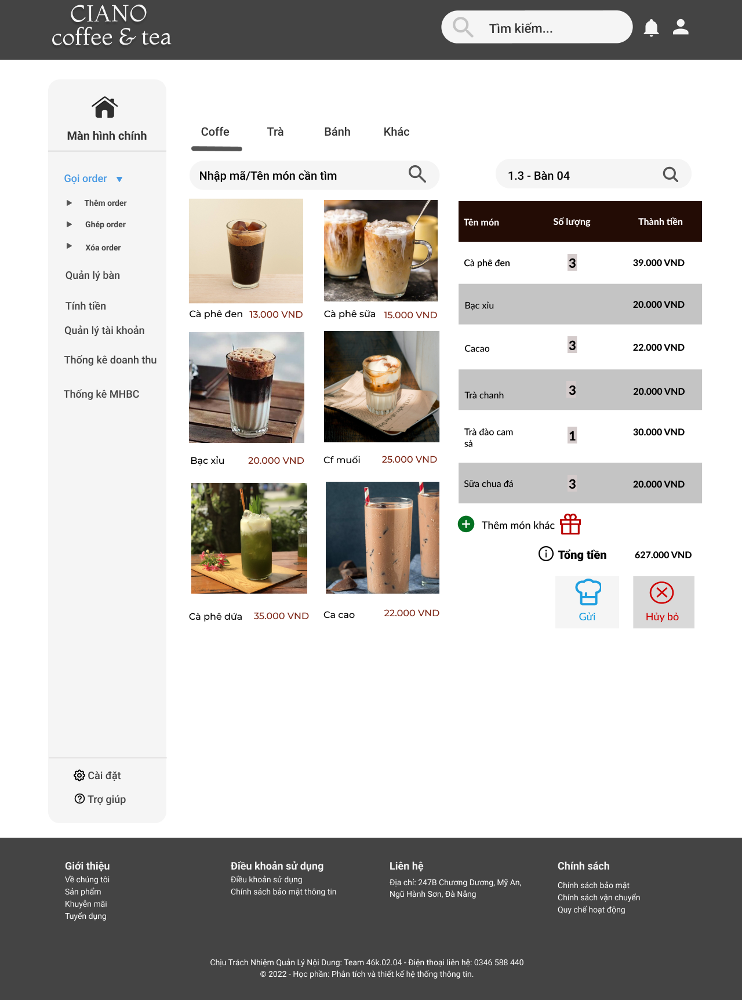 CIANO
coffee & tea
Tìm kiếm...
Màn hình chính
Gọi order
Thêm order
Ghép order
Xóa order
Quản lý bàn
Tính tiền
Quản lý tài khoản
Thống kê doanh thu
Thống kê MHBC
Cài đặt
Trợ giúp
Coffe Trà Bánh Khác
Nhập mã/Tên món cần tìm
Cà phê đen 13.000 VND
Cà phê sữa 15.000 VND
Bạc xỉu 20.000 VND
Cf muối 25.000 VND
Cà phê dứa 35.000 VND
Ca cao 22.000 VND
1.3 - Bàn 04
Tên món Số lượng Thành tiền
Cà phê đen 3 39.000 VND
Bạc xỉu 20.000 VND
Cacao 3 22.000 VND
Trà chanh 3 20.000 VND
Trà đào cam 1 30.000 VND
sả
Sữa chua đá 3 20.000 VND
Thêm món khác
Tổng tiền 627.000 VND
Gửi
Hủy bỏ
Giới thiệu
Về chúng tôi
Sản phẩm
Khuyễn mãi
Tuyển dụng
Điều khoản sử dụng
Điều khoản sử dụng
Chính sách bảo mật thông tin
Liên hệ
Địa chỉ: 247B Chương Dương, Mỹ An,
Ngũ Hành Sơn, Đà Nẵng
Chính sách
Chính sách bảo mật
Chính sách vận chuyển
Quy chế hoạt động
Chịu Trách Nhiệm Quản Lý Nội Dung: Team 46k.02.04 - Điện thoại liên hệ: 0346 588 440
© 2022 - Học phần: Phân tích và thiết kế hệ thống thông tin.